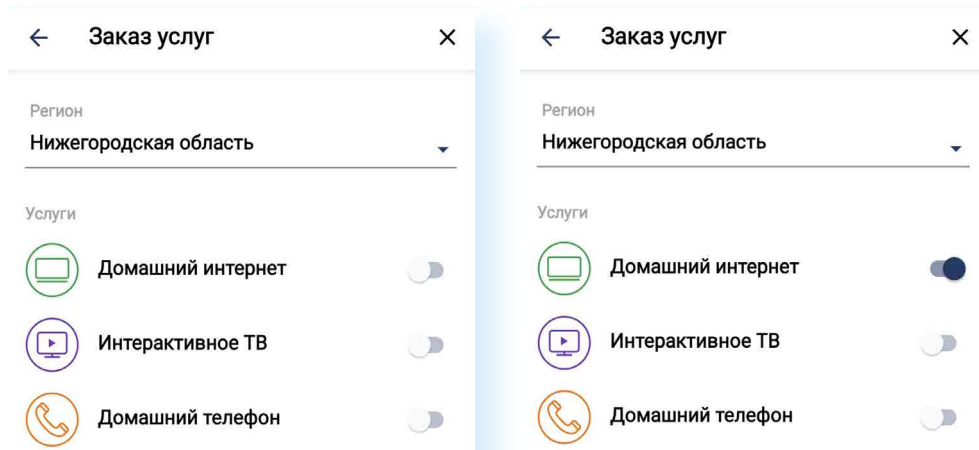 Заказ услуг
Регион
Нижегородская область
Услуги
Домашний интернет
Интерактивное ТВ
Домашний телефон
Заказ услуг
Регион
Нижегородская область
Услуги
Домашний интернет
Интерактивное ТВ
Домашний телефон